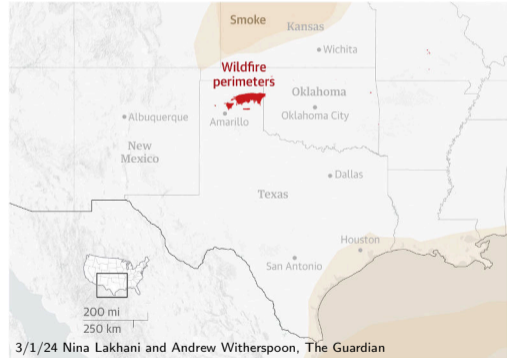 Smoke
Kansas
Wichita
Wildfire
perimeters
Oklahoma
Albuquerque
Amarillo
Oklahoma City
New
Mexico
Dallas
Texas
Houston
San Antonio
200 mi
250 km
3/1/24 Nina Lakhani and Andrew Witherspoon, The Guardian